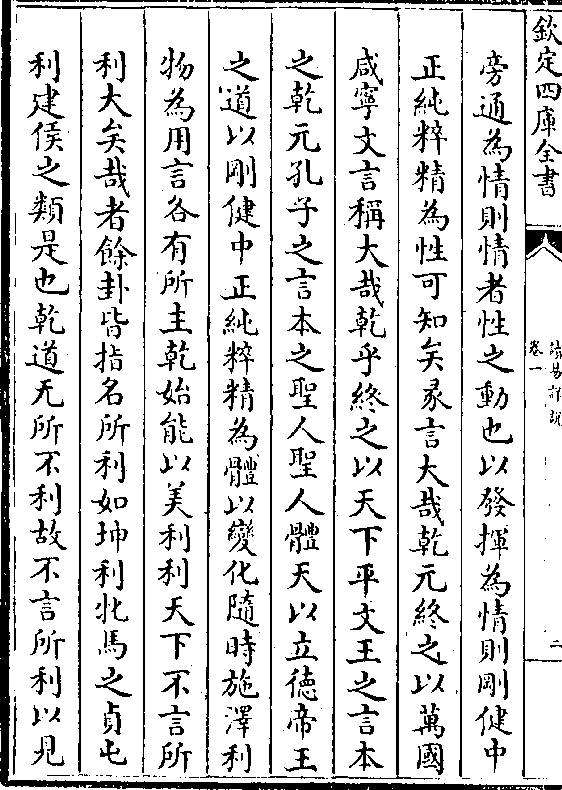 欽定四庫全書
讀易詳說
卷一
二
旁通為情則情者性之動也以發揮為情則剛健中
正純粹精為性可知矣彖言大哉乾元終之以萬國
咸寧文言稱大哉乾乎終之以天下平文王之言本
之乾元孔子之言本之聖人聖人體天以立德帝王
之道以剛健中正純粹精為體以變化隨時施澤利
物為用言各有所主乾始能以美利利天下不言所
利大矣哉者餘卦皆指名所利如坤利牝馬之貞屯
利建侯之類是也乾道无所不利故不言所利以見